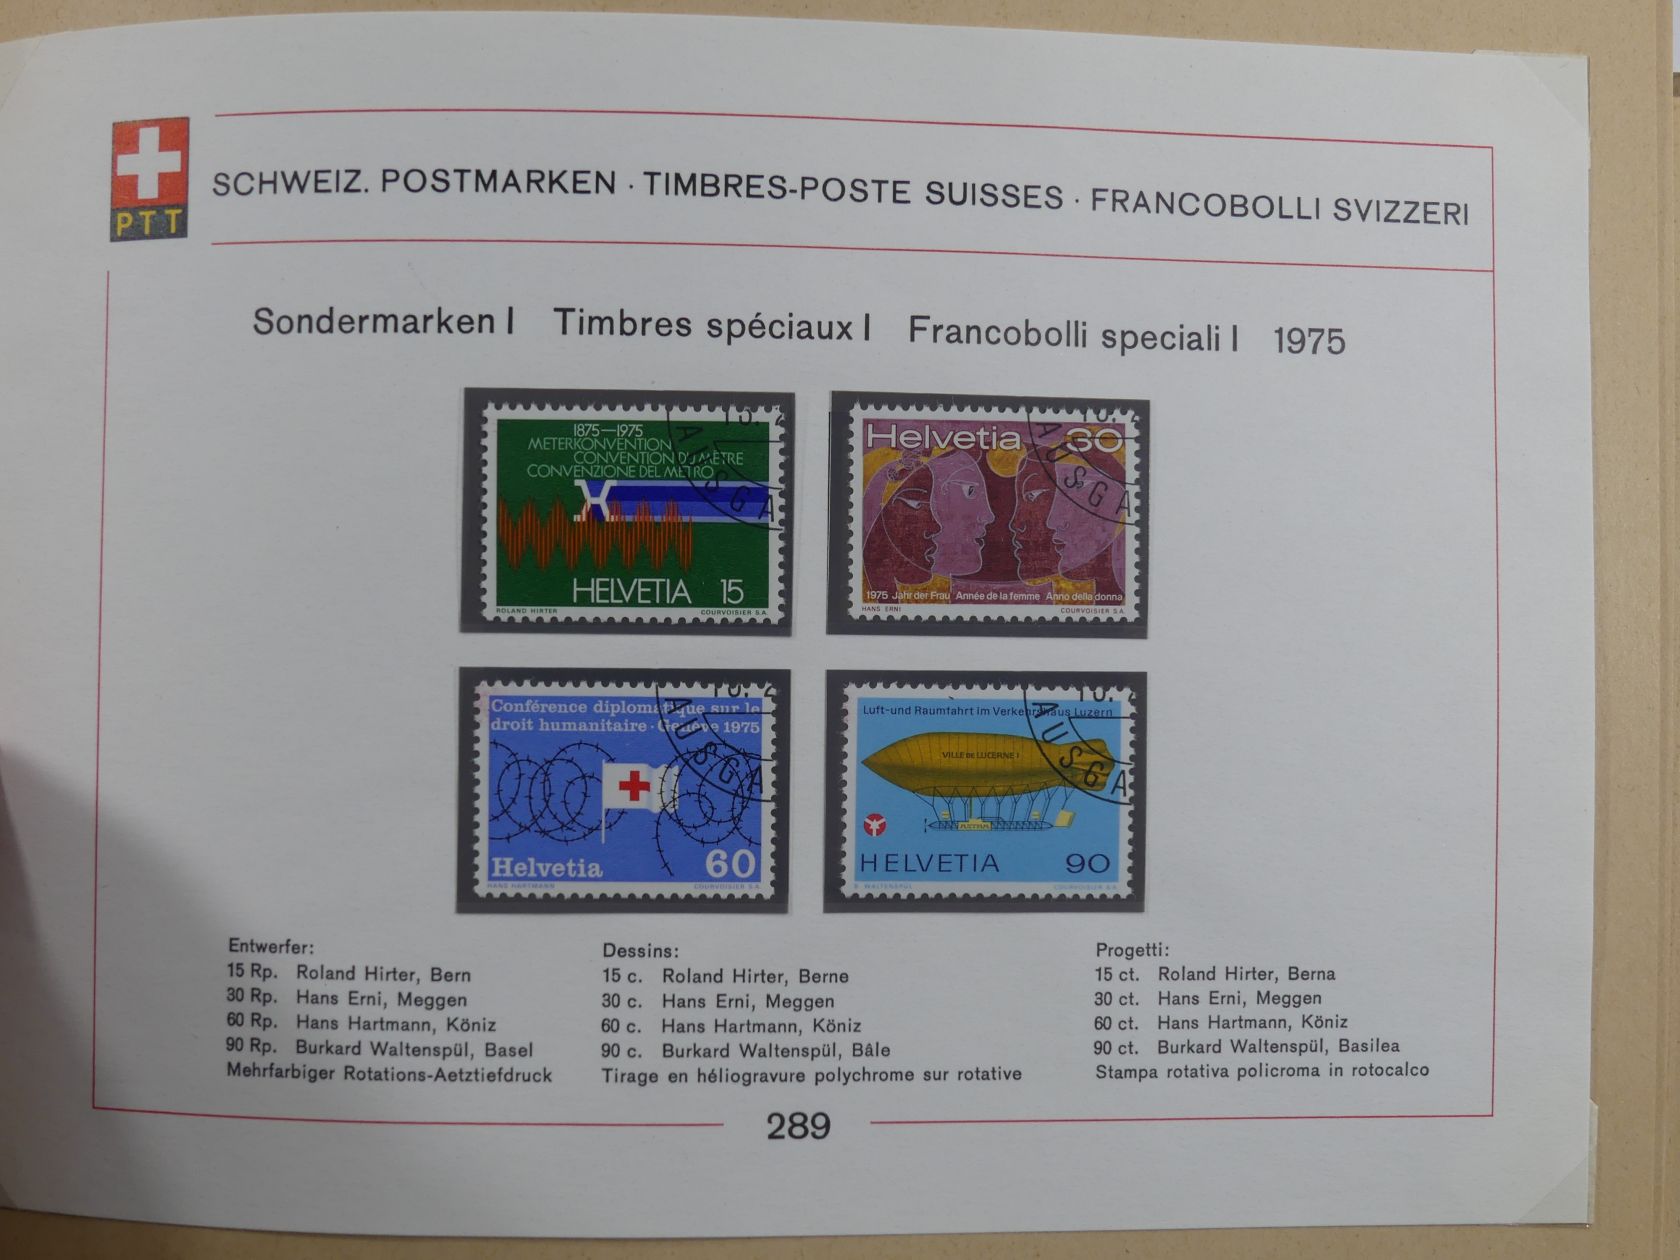 PTT
SCHWEIZ. POSTMARKEN · TIMBRES-POSTE SUISSES · FRANCOBOLLI SVIZZERI
Sondermarken I Timbres spéciaux I Francobolli speciali I 1975
1875—1975
METERKONVENTION
CONVENTION DU MÈTRE
CONVENZIONE DEL METRO
AUSGA
HELVETIA 15
ROLAND HIRTER COURVOISIER S.A.
Helvetia 30
AUSGA
1975 Jahr der Frau Année de la femme Anno della donna
HANS ERNI COURVOISIER S.A.
Conférence diplomatique sur le
droit humanitaire · Genève 1975
AUSGA
Helvetia 60
HANS HARTMANN COURVOISIER S.A.
Luft- und Raumfahrt im Verkehrshaus Luzern
VILLE DE LUCERNE I
AUSGA
ASTRA
HELVETIA 90
B. WALTENSPÜL COURVOISIER S.A.
Entwerfer:
15 Rp. Roland Hirter, Bern
30 Rp. Hans Erni, Meggen
60 Rp. Hans Hartmann, Köniz
90 Rp. Burkard Waltenspül, Basel
Mehrfarbiger Rotations-Aetztiefdruck
Dessins:
15 c. Roland Hirter, Berne
30 c. Hans Erni, Meggen
60 c. Hans Hartmann, Köniz
90 c. Burkard Waltenspül, Bâle
Tirage en héliogravure polychrome sur rotative
Progetti:
15 ct. Roland Hirter, Berna
30 ct. Hans Erni, Meggen
60 ct. Hans Hartmann, Köniz
90 ct. Burkard Waltenspül, Basilea
Stampa rotativa policroma in rotocalco
289